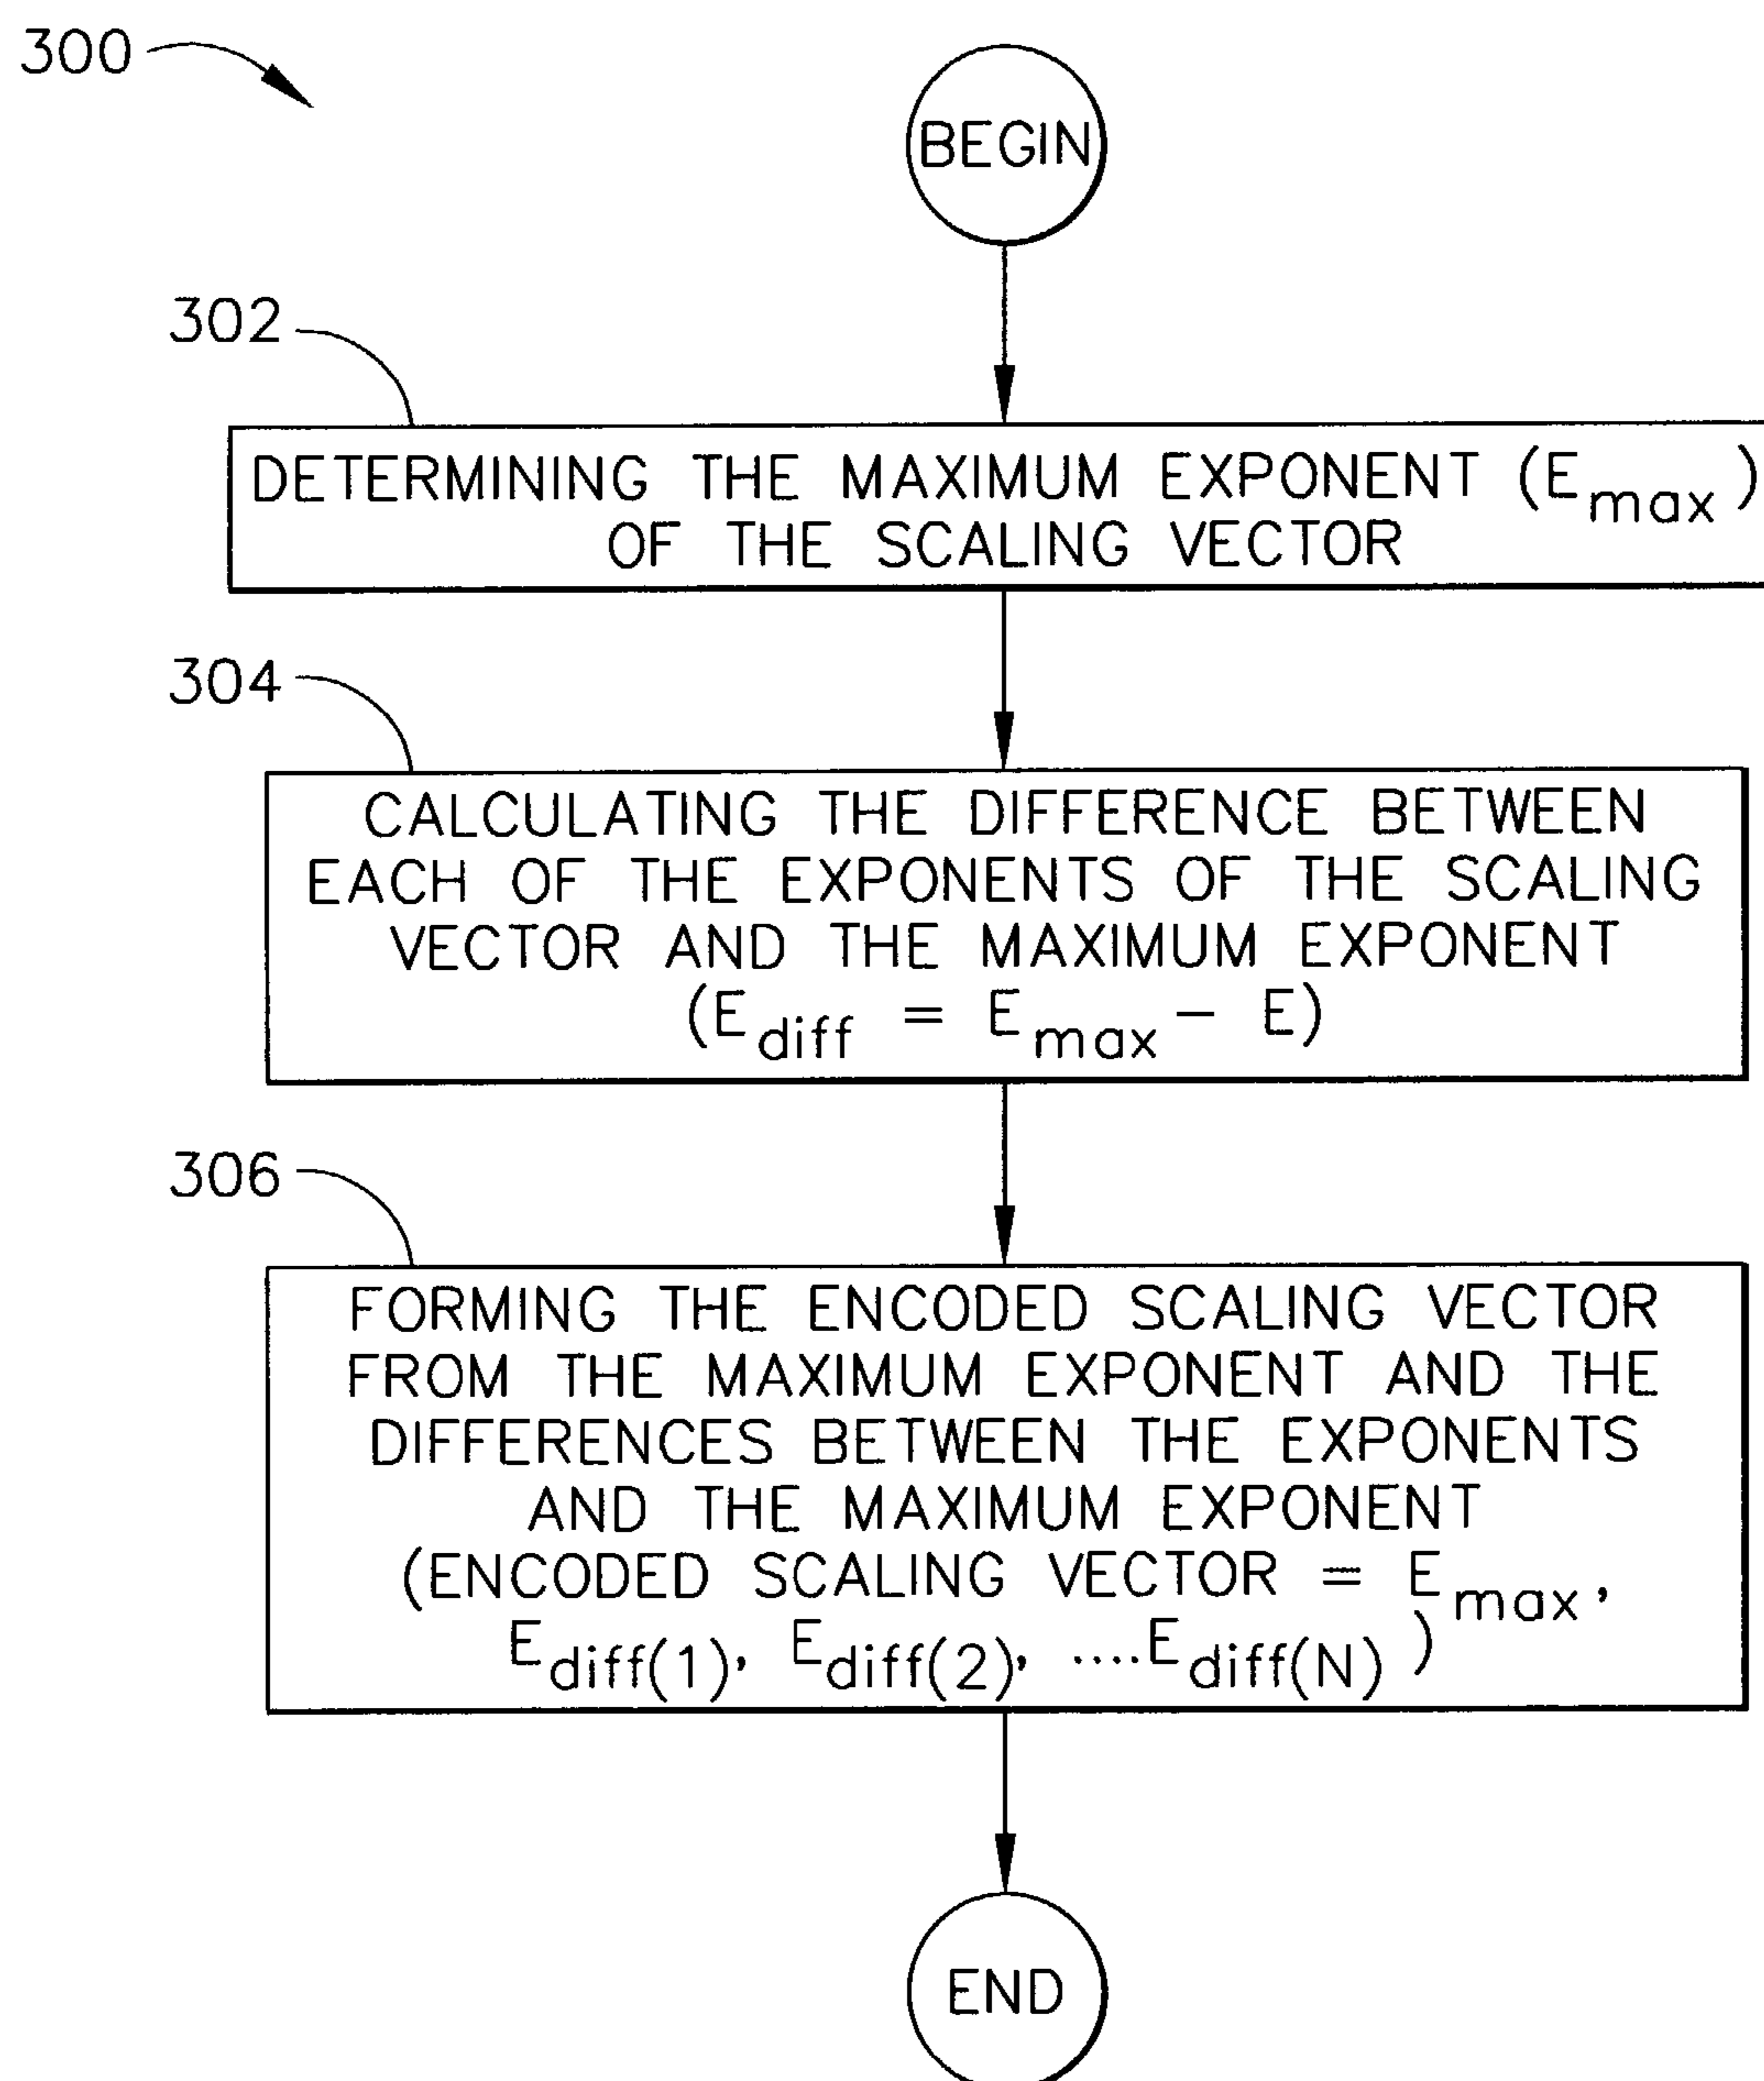 300
BEGIN
302
DETERMINING THE MAXIMUM EXPONENT (Emax)
OF THE SCALING VECTOR
304
CALCULATING THE DIFFERENCE BETWEEN
EACH OF THE EXPONENTS OF THE SCALING
VECTOR AND THE MAXIMUM EXPONENT
(Ediff = Emax - E)
306
FORMING THE ENCODED SCALING VECTOR
FROM THE MAXIMUM EXPONENT AND THE
DIFFERENCES BETWEEN THE EXPONENTS
AND THE MAXIMUM EXPONENT
(ENCODED SCALING VECTOR = Emax,
Ediff(1), Ediff(2), ....Ediff(N))
END